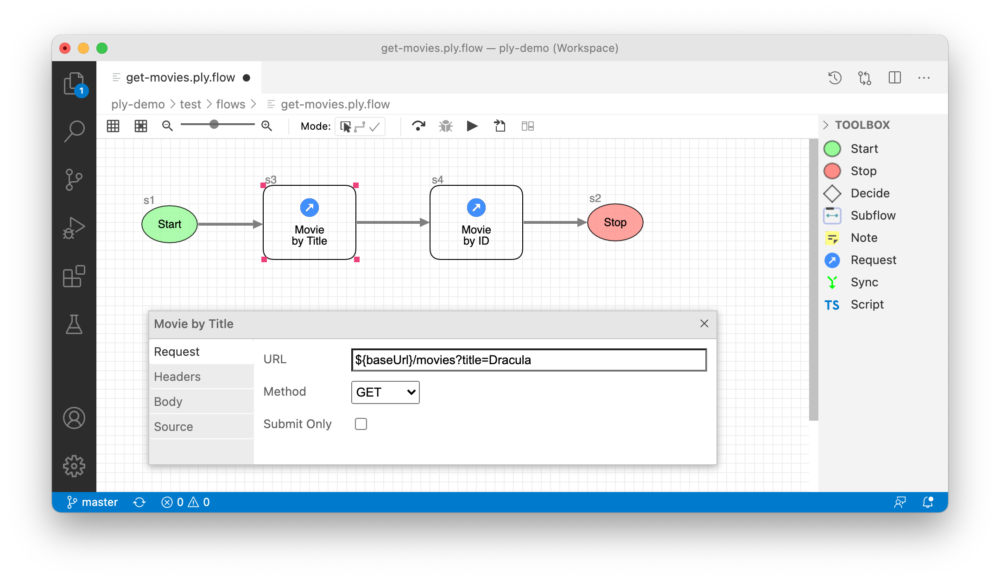 get-movies.ply.flow — ply-demo (Workspace)
get-movies.ply.flow
1
ply-demo > test > flows > get-movies.ply.flow
Mode:
TOOLBOX
Start
Stop
Decide
Subflow
Note
Request
Sync
TS Script
s1
Start
s3
Movie
by Title
s4
Movie
by ID
s2
Stop
Movie by Title
Request
Headers
Body
Source
URL
${baseUrl}/movies?title=Dracula
Method
GET
Submit Only
master
0
0